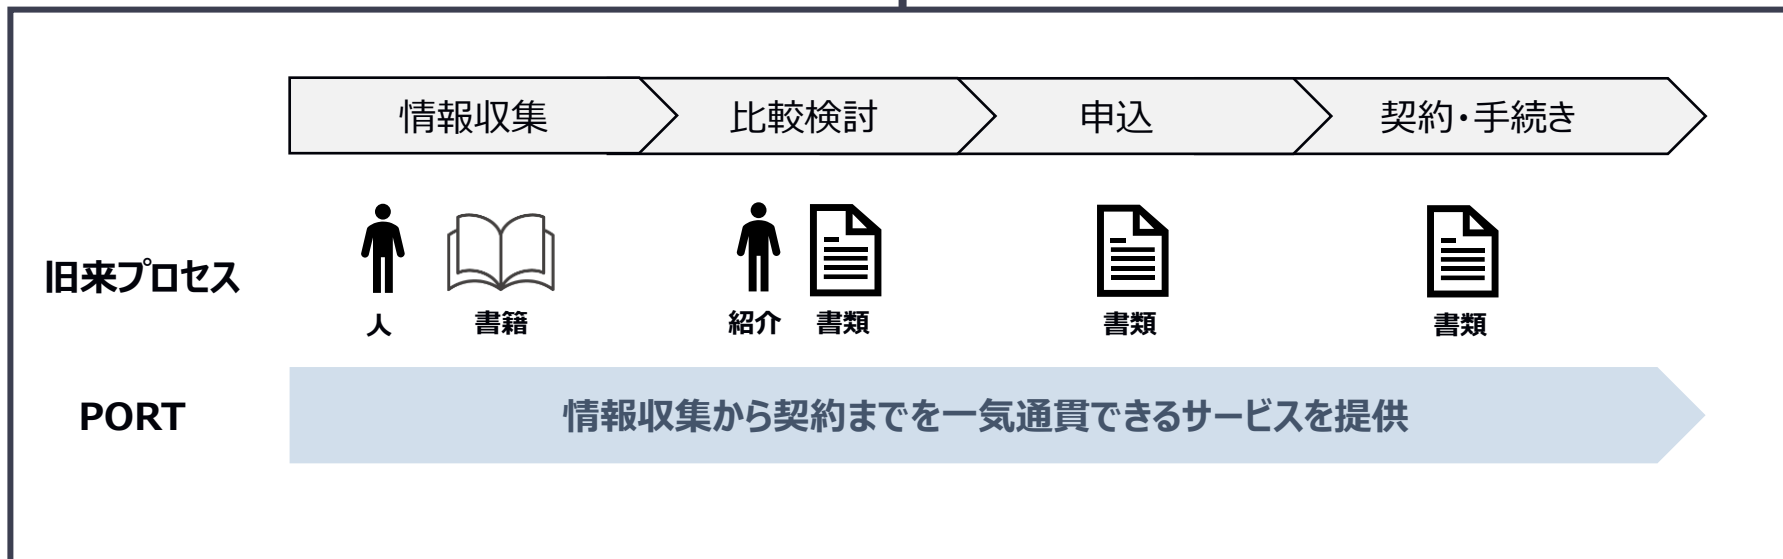 情報収集
比較検討
申込
契約・手続き
旧来プロセス
人
書籍
紹介
書類
書類
書類
PORT
情報収集から契約までを一気通貫できるサービスを提供